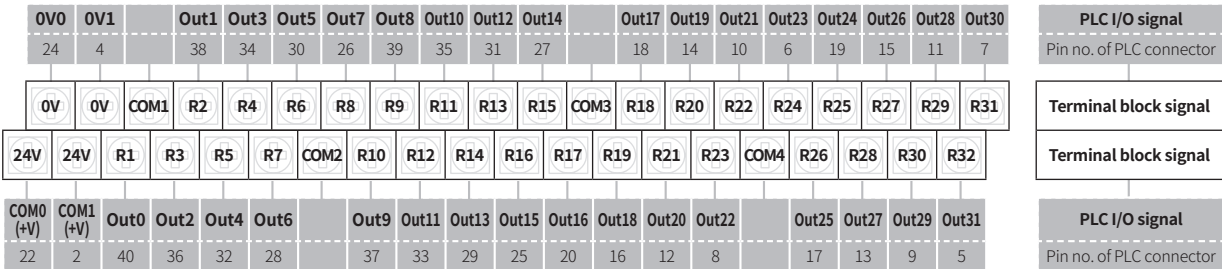 0V0 0V1 Out1 Out3 Out5 Out7 Out8 Out10 Out12 Out14 Out17 Out19 Out21 Out23 Out24 Out26 Out28 Out30 PLC I/O signal
24 4 38 34 30 26 39 35 31 27 18 14 10 6 19 15 11 7 Pin no. of PLC connector
0V 0V COM1 R2 R4 R6 R8 R9 R11 R13 R15 COM3 R18 R20 R22 R24 R25 R27 R29 R31 Terminal block signal
24V 24V R1 R3 R5 R7 COM2 R10 R12 R14 R16 R17 R19 R21 R23 COM4 R26 R28 R30 R32 Terminal block signal
COM0 (+V) COM1 (+V) Out0 Out2 Out4 Out6 Out9 Out11 Out13 Out15 Out16 Out18 Out20 Out22 Out25 Out27 Out29 Out31 PLC I/O signal
22 2 40 36 32 28 37 33 29 25 20 16 12 8 17 13 9 5 Pin no. of PLC connector